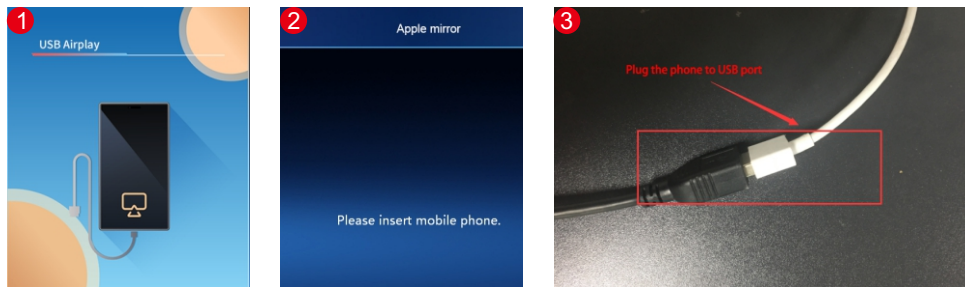 1
USB Airplay
2
Apple mirror
Please insert mobile phone.
3
Plug the phone to USB port